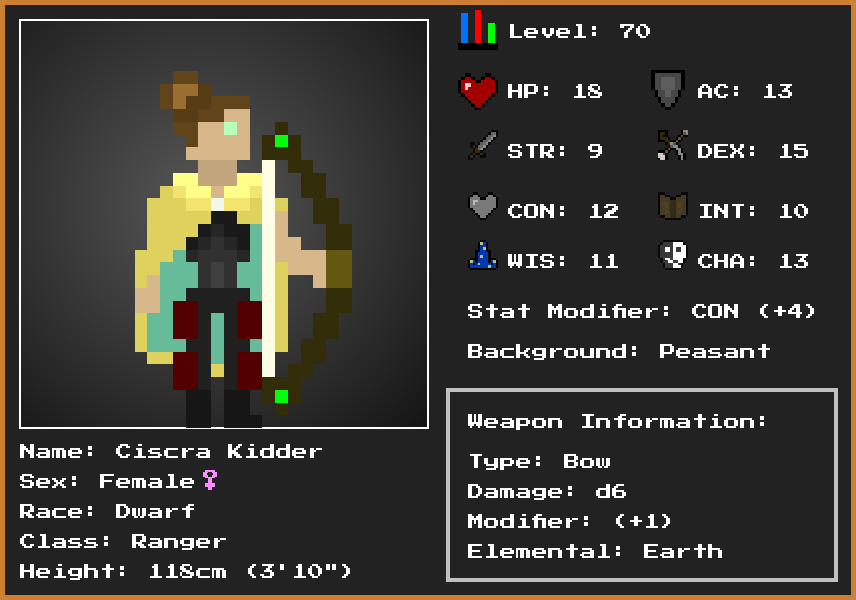 Level: 70
HP: 18 AC: 13
STR: 9 DEX: 15
CON: 12 INT: 10
WIS: 11 CHA: 13
Stat Modifier: CON (+4)
Background: Peasant
Weapon Information:
Type: Bow
Damage: d6
Modifier: (+1)
Elemental: Earth
Name: Ciscra Kidder
Sex: Female♀
Race: Dwarf
Class: Ranger
Height: 118cm (3'10")